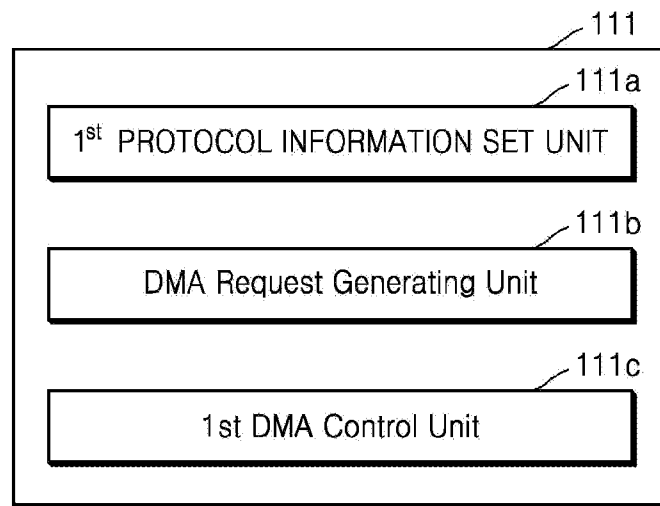 111
111a
1st PROTOCOL INFORMATION SET UNIT
111b
DMA Request Generating Unit
111c
1st DMA Control Unit